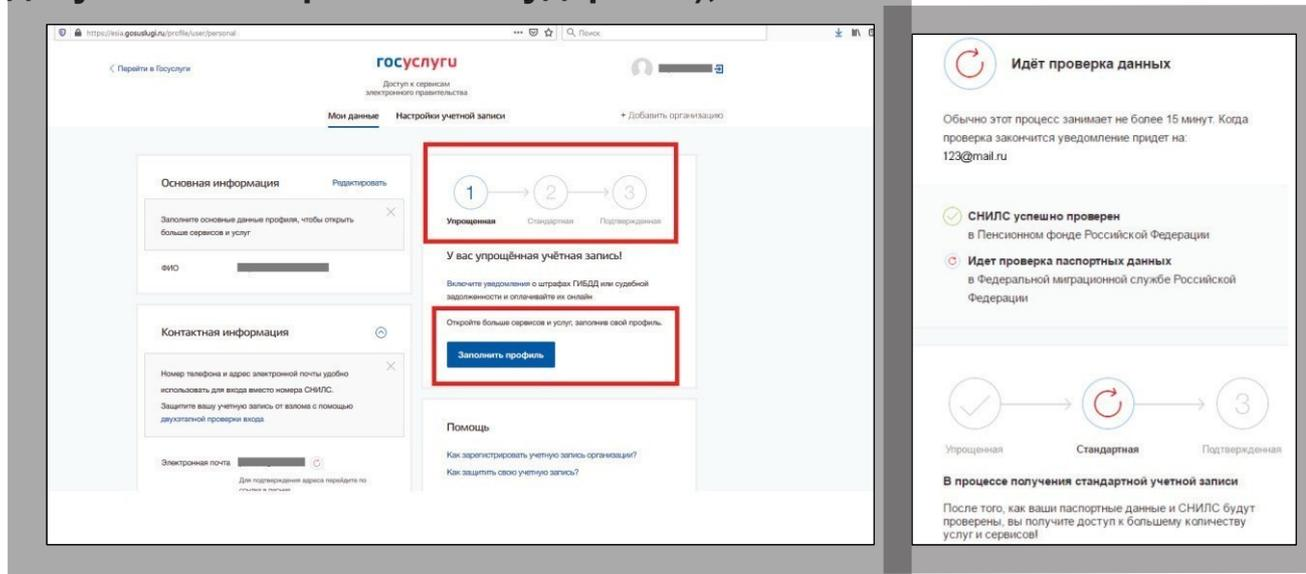 https://esia.gosuslugi.ru/profile/user/personal
Поиск
Перейти в Госуслуги
госуслуги
Доступ к сервисам
электронного правительства
Мои данные Настройки учетной записи
+ Добавить организацию
Основная информация Редактировать
Заполните основные данные профиля, чтобы открыть
больше сервисов и услуг
ФИО
Контактная информация
Номер телефона и адрес электронной почты удобно
использовать для входа вместо номера СНИЛС.
Защитите вашу учетную запись от взлома с помощью
двухэтапной проверки входа
Электронная почта
Для подтверждения адреса перейдите по
ссылке в письме
1 2 3
Упрощенная Стандартная Подтвержденная
У вас упрощённая учётная запись!
Включите уведомления о штрафах ГИБДД или судебной
задолженности и оплачивайте их онлайн
Откройте больше сервисов и услуг, заполнив свой профиль.
Заполнить профиль
Помощь
Как зарегистрировать учетную запись организации?
Как защитить свою учетную запись?
Идёт проверка данных
Обычно этот процесс занимает не более 15 минут. Когда
проверка закончится уведомление придет на:
123@mail.ru
СНИЛС успешно проверен
в Пенсионном фонде Российской Федерации
Идет проверка паспортных данных
в Федеральной миграционной службе Российской
Федерации
3
Упрощенная Стандартная Подтвержденная
В процессе получения стандартной учетной записи
После того, как ваши паспортные данные и СНИЛС будут
проверены, вы получите доступ к большему количеству
услуг и сервисов!